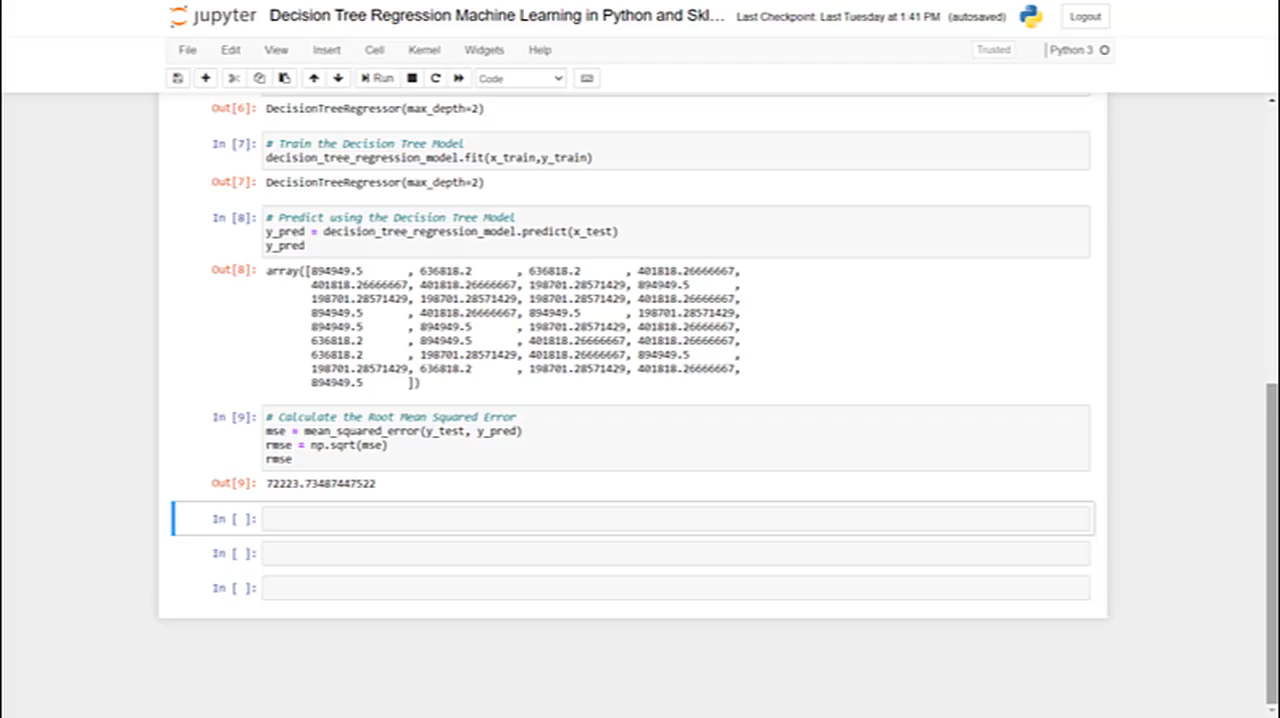 jupyter Decision Tree Regression Machine Learning in Python and Skl... Last Checkpoint: Last Tuesday at 1:41 PM (autosaved) Logout
File Edit View Insert Cell Kernel Widgets Help Trusted Python 3
Run Code
Out[6]: DecisionTreeRegressor(max_depth=2)
In [7]: # Train the Decision Tree Model
decision_tree_regression_model.fit(x_train,y_train)
Out[7]: DecisionTreeRegressor(max_depth=2)
In [8]: # Predict using the Decision Tree Model
y_pred = decision_tree_regression_model.predict(x_test)
y_pred
Out[8]: array([894949.5 , 636818.2 , 636818.2 , 401818.26666667,
401818.26666667, 401818.26666667, 198701.28571429, 894949.5 ,
198701.28571429, 198701.28571429, 198701.28571429, 401818.26666667,
894949.5 , 401818.26666667, 894949.5 , 198701.28571429,
894949.5 , 894949.5 , 198701.28571429, 401818.26666667,
636818.2 , 894949.5 , 401818.26666667, 401818.26666667,
636818.2 , 198701.28571429, 401818.26666667, 894949.5 ,
198701.28571429, 636818.2 , 198701.28571429, 401818.26666667,
894949.5 ])
In [9]: # Calculate the Root Mean Squared Error
mse = mean_squared_error(y_test, y_pred)
rmse = np.sqrt(mse)
rmse
Out[9]: 72223.73487447522
In [ ]:
In [ ]:
In [ ]: